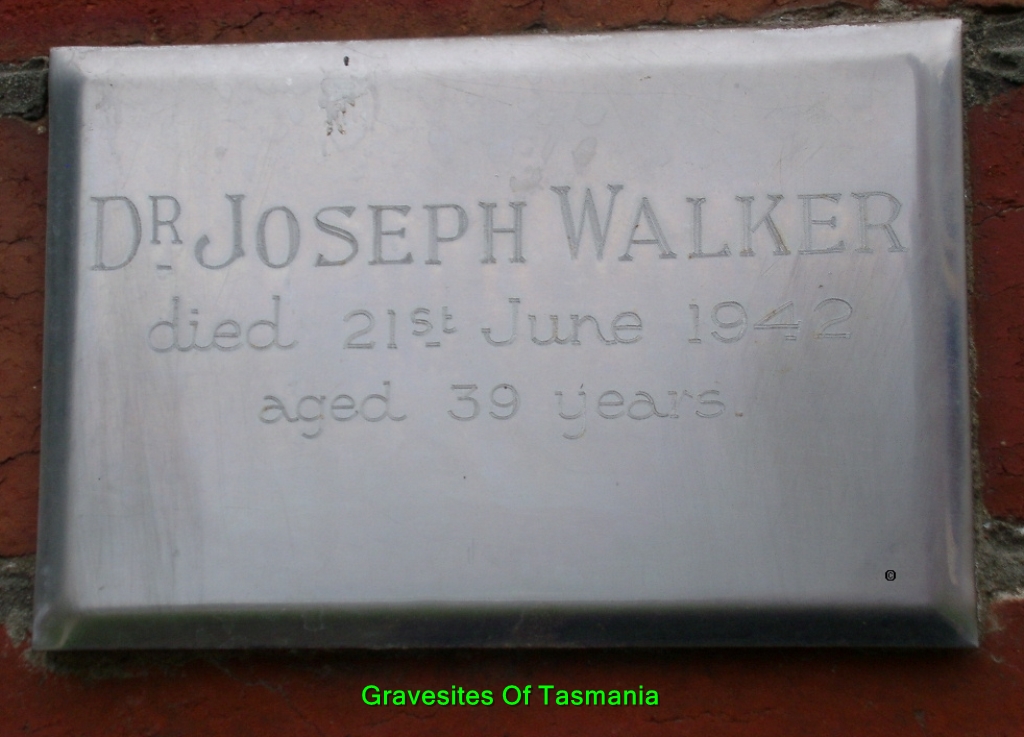 DR. JOSEPH WALKER
died 21st June 1942
aged 39 years.
©
Gravesites Of Tasmania